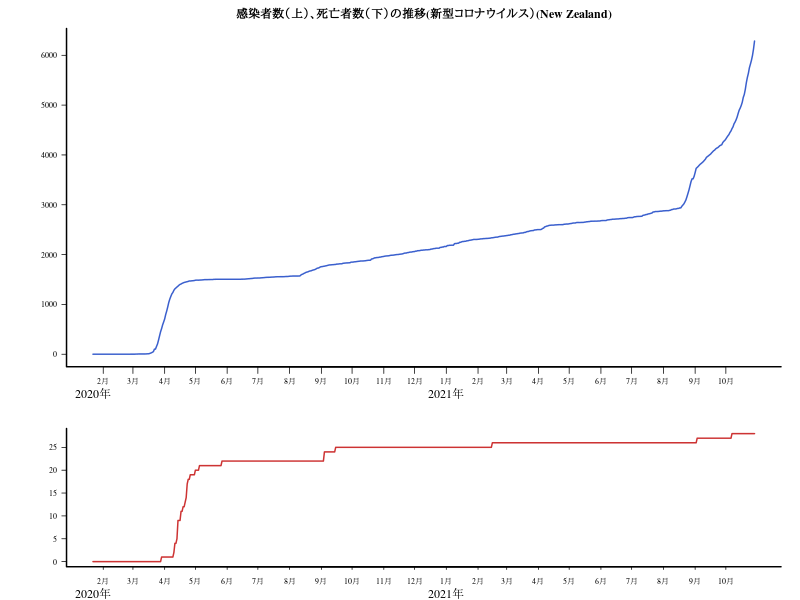 感染者数（上）、死亡者数（下）の推移(新型コロナウイルス）(New Zealand)
6000
5000
4000
3000
2000
1000
0
2月 3月 4月 5月 6月 7月 8月 9月 10月 11月 12月 1月 2月 3月 4月 5月 6月 7月 8月 9月 10月
2020年 2021年
25
20
15
10
5
0
2月 3月 4月 5月 6月 7月 8月 9月 10月 11月 12月 1月 2月 3月 4月 5月 6月 7月 8月 9月 10月
2020年 2021年